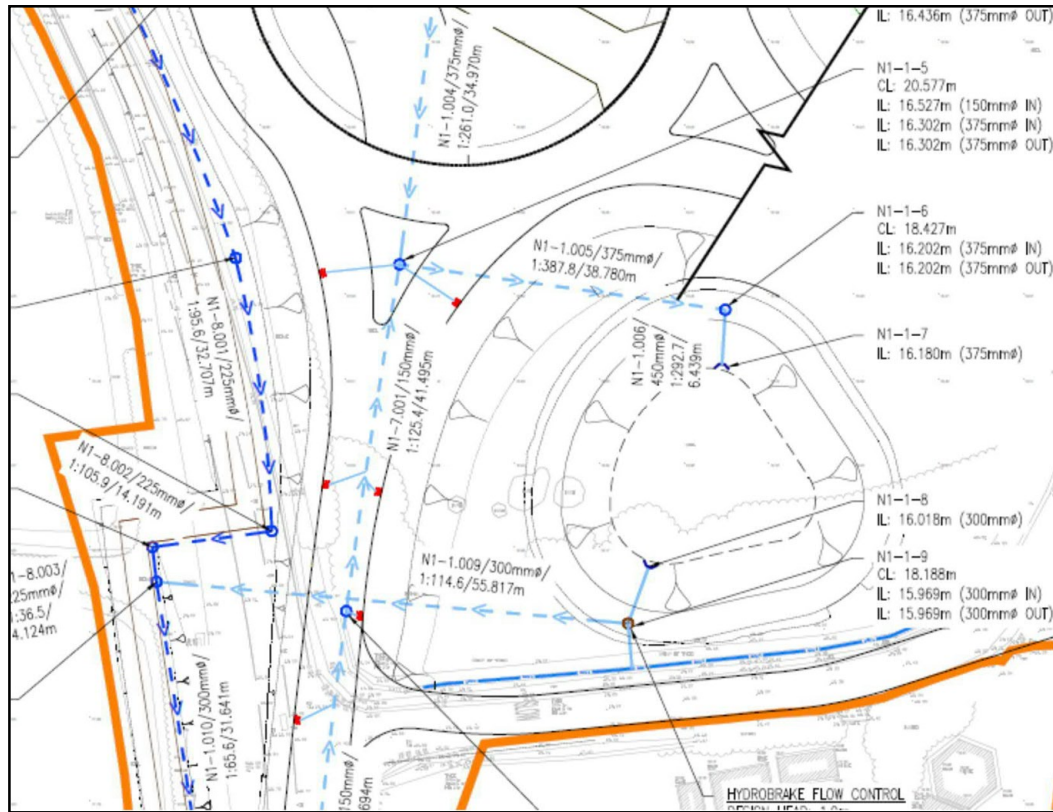 IL: 16.436m (375mmø OUT)
N1-1-5
CL: 20.577m
IL: 16.527m (150mmø IN)
IL: 16.302m (375mmø IN)
IL: 16.302m (375mmø OUT)
N1-1.004/375mmø/
1:261.0/34.970m
N1-1-6
CL: 18.427m
IL: 16.202m (375mmø IN)
IL: 16.202m (375mmø OUT)
N1-1.005/375mmø/
1:387.8/38.780m
N1-8.001/225mmø/
1:95.6/32.707m
N1-7.001/150mmø/
1:125.4/41.495m
N1-1.006
450mmø/
1:292.7/
6.439m
N1-1-7
IL: 16.180m (375mmø)
N1-8.002/225mmø/
1:105.9/14.191m
N1-1-8
IL: 16.018m (300mmø)
N1-1.009/300mmø/
1:114.6/55.817m
N1-1-9
CL: 18.188m
IL: 15.969m (300mmø IN)
IL: 15.969m (300mmø OUT)
1-8.003/
25mmø/
1:36.5/
4.124m
N1-1.010/300mmø/
1:65.6/31.641m
150mmø/
694m
HYDROBRAKE FLOW CONTROL